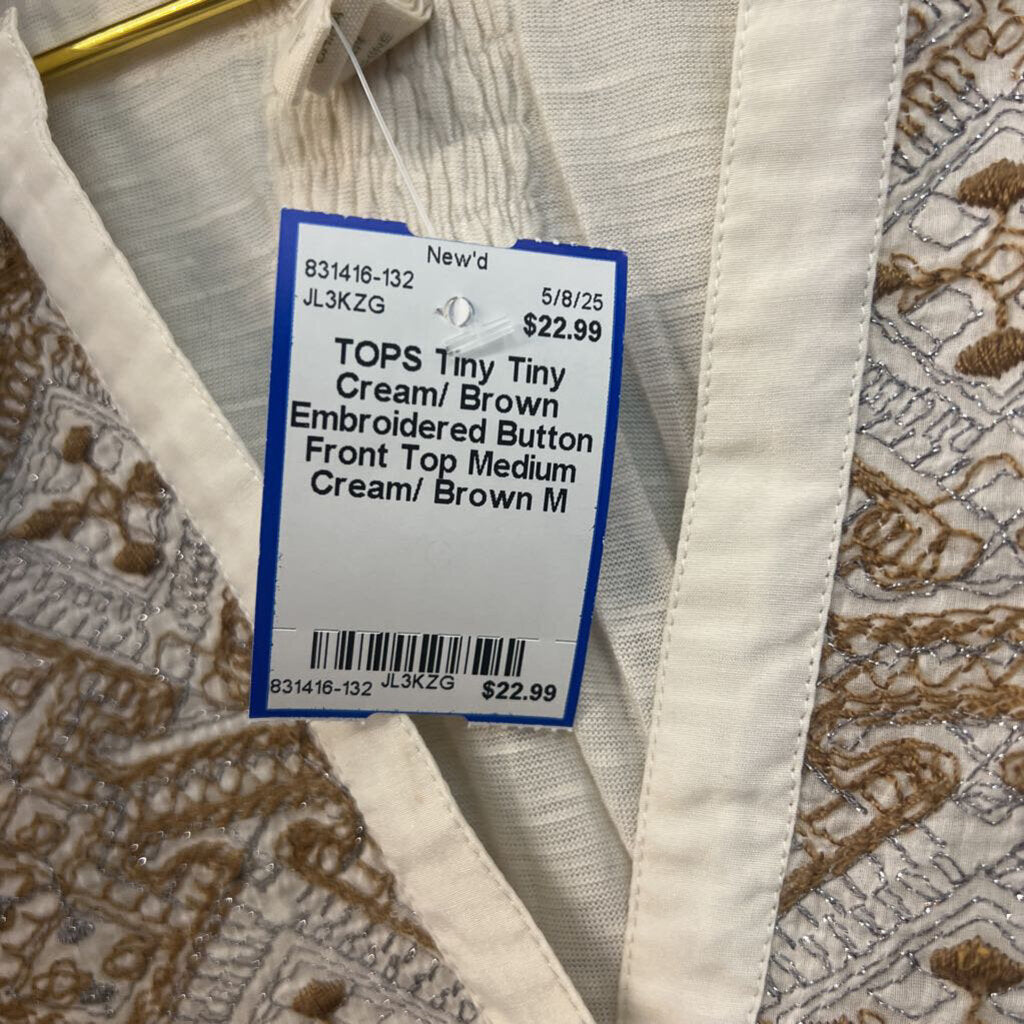 New'd
831416-132
JL3KZG
5/8/25
$22.99
TOPS Tiny Tiny
Cream/ Brown
Embroidered Button
Front Top Medium
Cream/ Brown M
831416-132 JL3KZG $22.99